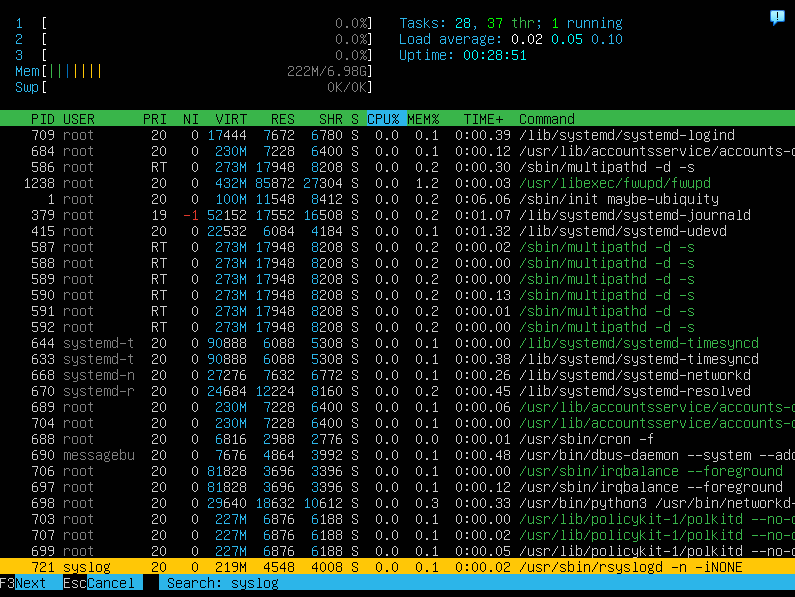 1 [ 0.0%] Tasks: 28, 37 thr; 1 running
2 [ 0.0%] Load average: 0.02 0.05 0.10
3 [ 0.0%] Uptime: 00:28:51
Mem[||||||| 222M/6.98G]
Swp[ 0K/0K]
PID USER PRI NI VIRT RES SHR S CPU% MEM% TIME+ Command
709 root 20 0 17444 7672 6780 S 0.0 0.1 0:00.39 /lib/systemd/systemd-logind
684 root 20 0 230M 7228 6400 S 0.0 0.1 0:00.12 /usr/lib/accountsservice/accounts-d
586 root RT 0 273M 17948 8208 S 0.0 0.2 0:00.30 /sbin/multipathd -d -s
1238 root 20 0 432M 85872 27304 S 0.0 1.2 0:00.03 /usr/libexec/fwupd/fwupd
1 root 20 0 100M 11548 8412 S 0.0 0.2 0:06.06 /sbin/init maybe-ubiquity
379 root 19 -1 52152 17552 16508 S 0.0 0.2 0:01.07 /lib/systemd/systemd-journald
415 root 20 0 22532 6084 4184 S 0.0 0.1 0:01.32 /lib/systemd/systemd-udevd
587 root RT 0 273M 17948 8208 S 0.0 0.2 0:00.02 /sbin/multipathd -d -s
588 root RT 0 273M 17948 8208 S 0.0 0.2 0:00.00 /sbin/multipathd -d -s
589 root RT 0 273M 17948 8208 S 0.0 0.2 0:00.00 /sbin/multipathd -d -s
590 root RT 0 273M 17948 8208 S 0.0 0.2 0:00.13 /sbin/multipathd -d -s
591 root RT 0 273M 17948 8208 S 0.0 0.2 0:00.01 /sbin/multipathd -d -s
592 root RT 0 273M 17948 8208 S 0.0 0.2 0:00.00 /sbin/multipathd -d -s
644 systemd-t 20 0 90888 6088 5308 S 0.0 0.1 0:00.00 /lib/systemd/systemd-timesyncd
633 systemd-t 20 0 90888 6088 5308 S 0.0 0.1 0:00.38 /lib/systemd/systemd-timesyncd
668 systemd-n 20 0 27276 7632 6772 S 0.0 0.1 0:00.26 /lib/systemd/systemd-networkd
670 systemd-r 20 0 24684 12224 8160 S 0.0 0.2 0:00.45 /lib/systemd/systemd-resolved
689 root 20 0 230M 7228 6400 S 0.0 0.1 0:00.06 /usr/lib/accountsservice/accounts-d
704 root 20 0 230M 7228 6400 S 0.0 0.1 0:00.00 /usr/lib/accountsservice/accounts-d
688 root 20 0 6816 2988 2776 S 0.0 0.0 0:00.01 /usr/sbin/cron -f
690 messagebu 20 0 7676 4864 3992 S 0.0 0.1 0:00.48 /usr/bin/dbus-daemon --system --add
706 root 20 0 81828 3696 3396 S 0.0 0.1 0:00.00 /usr/sbin/irqbalance --foreground
697 root 20 0 81828 3696 3396 S 0.0 0.1 0:00.12 /usr/sbin/irqbalance --foreground
698 root 20 0 29640 18632 10612 S 0.0 0.3 0:00.33 /usr/bin/python3 /usr/bin/networkd-
703 root 20 0 227M 6876 6188 S 0.0 0.1 0:00.00 /usr/lib/policykit-1/polkitd --no-d
707 root 20 0 227M 6876 6188 S 0.0 0.1 0:00.02 /usr/lib/policykit-1/polkitd --no-d
699 root 20 0 227M 6876 6188 S 0.0 0.1 0:00.05 /usr/lib/policykit-1/polkitd --no-d
721 syslog 20 0 219M 4548 4008 S 0.0 0.1 0:00.02 /usr/sbin/rsyslogd -n -iNONE
F3Next EscCancel Search: syslog